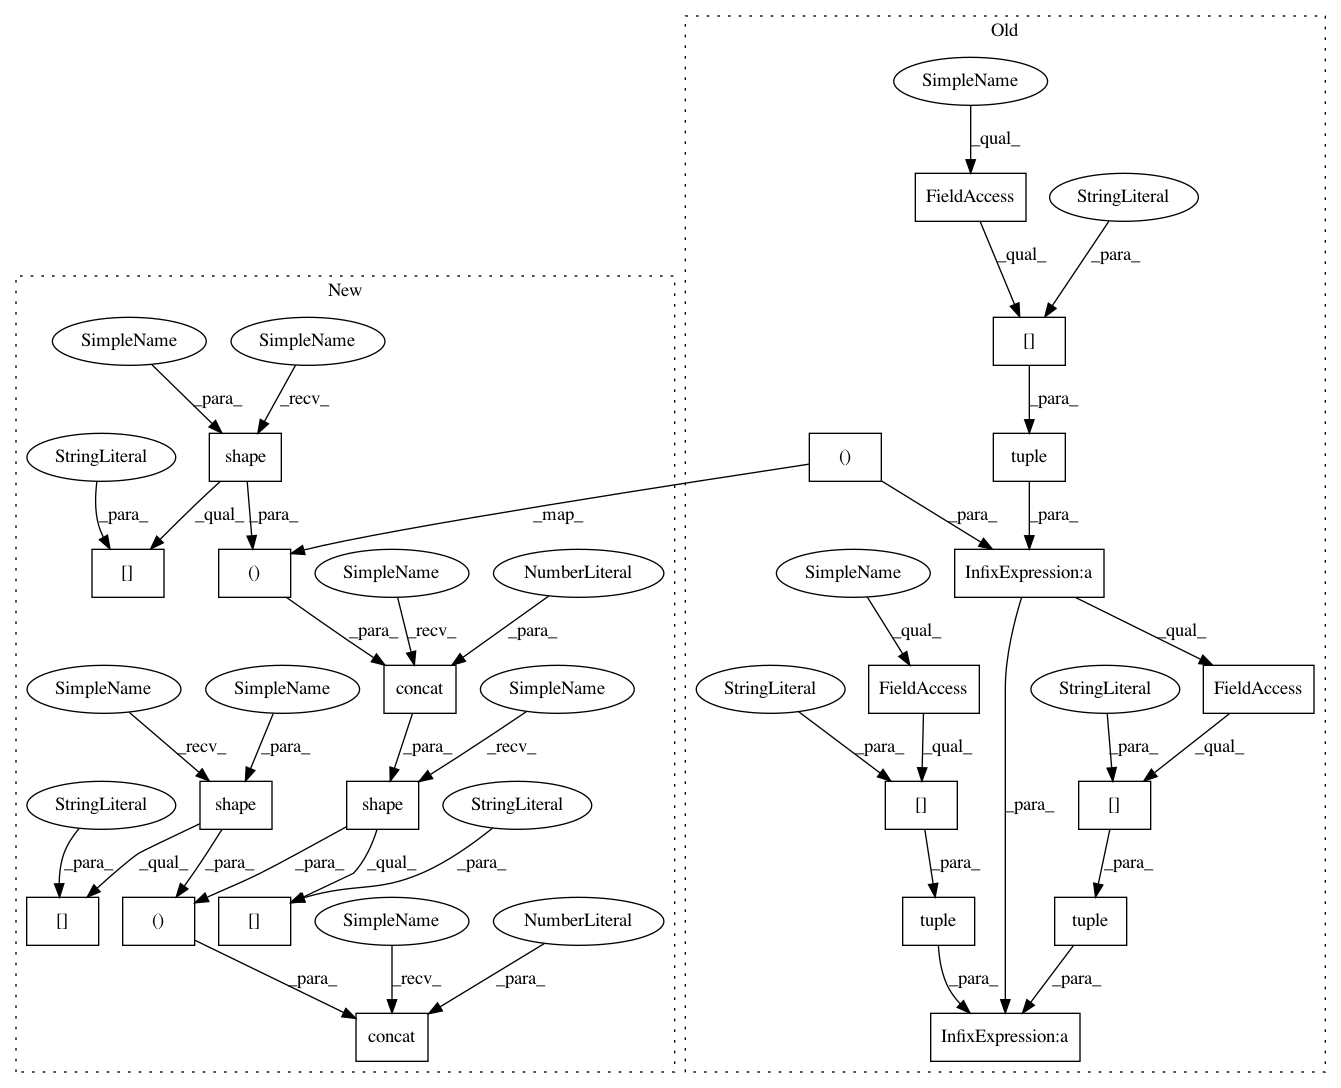 Old
SimpleName
_qual_
FieldAccess
StringLiteral
_qual_
_para_
[]
_para_
tuple
()
_para_
_para_
InfixExpression:a
SimpleName
_qual_
_qual_
StringLiteral
FieldAccess
StringLiteral
FieldAccess
_para_
_qual_
_para_
_qual_
[]
_para_
[]
_para_
_para_
tuple
tuple
_para_
_para_
InfixExpression:a
New
SimpleName
SimpleName
_para_
_recv_
StringLiteral
shape
_para_
_qual_
_para_
_map_
[]
()
SimpleName
NumberLiteral
_para_
_recv_
_para_
SimpleName
SimpleName
concat
SimpleName
_recv_
_para_
_para_
_recv_
StringLiteral
shape
shape
StringLiteral
_para_
_qual_
_para_
_para_
_qual_
_para_
[]
()
[]
SimpleName
NumberLiteral
_para_
_recv_
_para_
concat